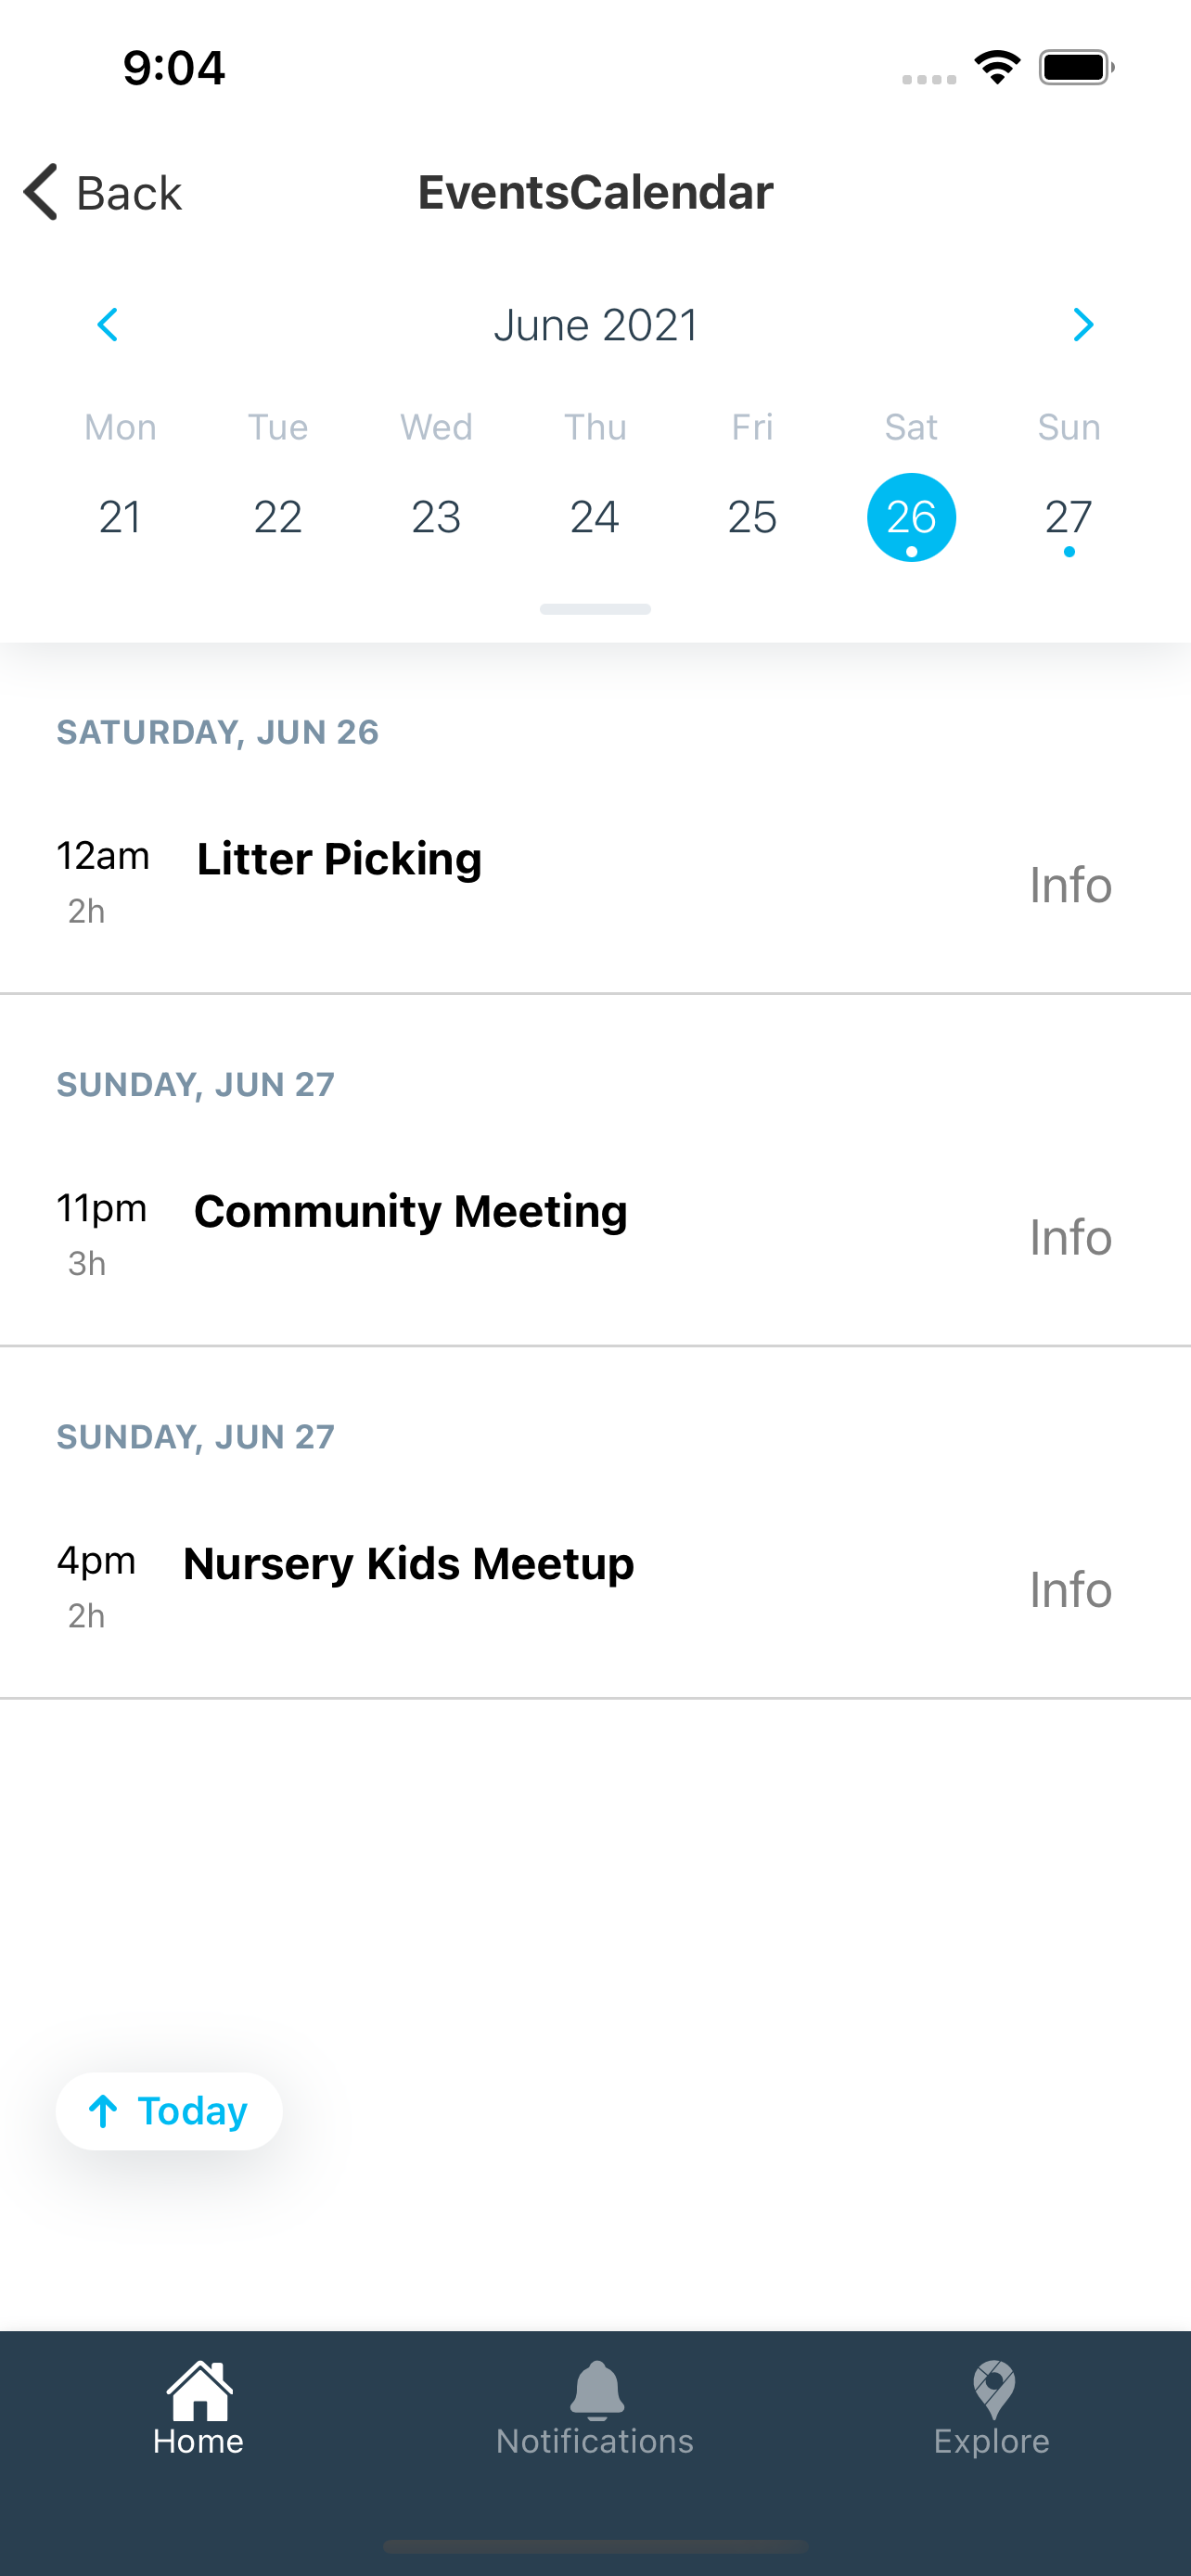 9:04
Back EventsCalendar
June 2021
Mon Tue Wed Thu Fri Sat Sun
21 22 23 24 25 26 27
SATURDAY, JUN 26
12am Litter Picking
2h
Info
SUNDAY, JUN 27
11pm Community Meeting
3h
Info
SUNDAY, JUN 27
4pm Nursery Kids Meetup
2h
Info
Today
Home Notifications Explore